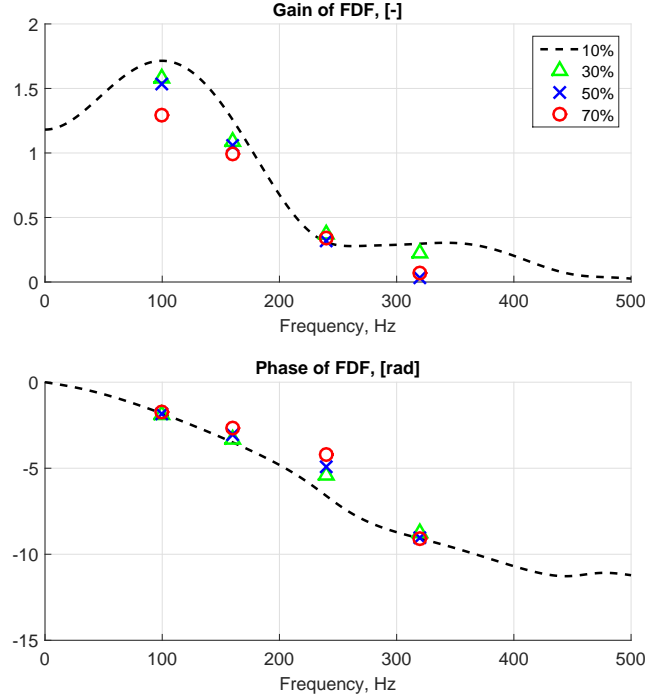 Gain of FDF, [-]
2
1.5
1
0.5
0
10%
30%
50%
70%
0 100 200 300 400 500
Frequency, Hz
Phase of FDF, [rad]
0
-5
-10
-15
0 100 200 300 400 500
Frequency, Hz